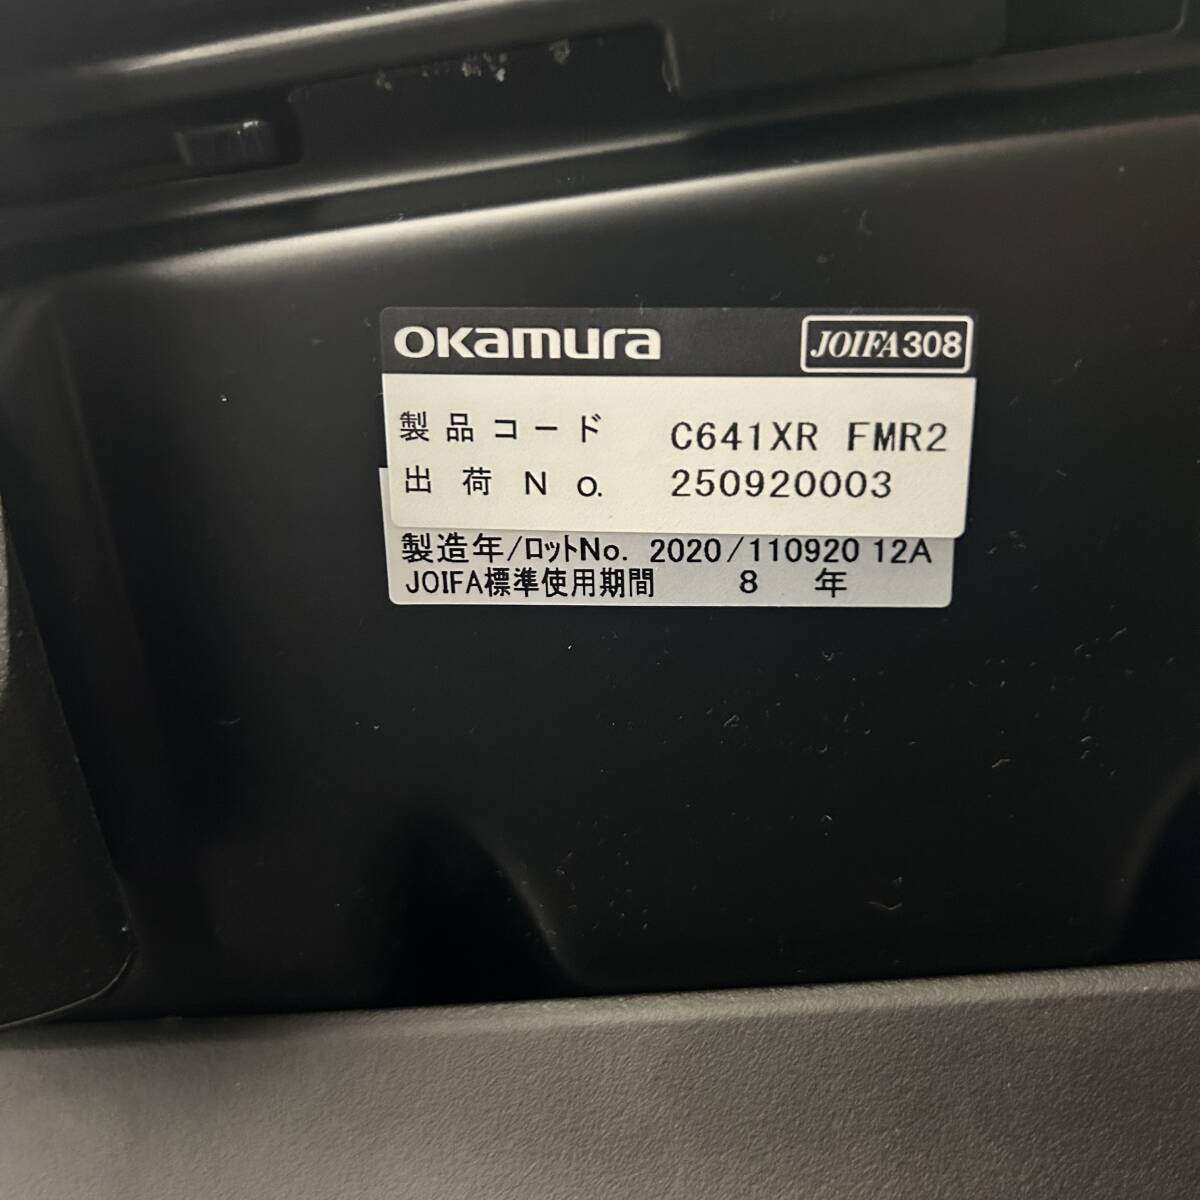 okamura JOIFA308
製品コード C641XR FMR2
出荷No. 250920003
製造年/ロットNo. 2020/110920 12A
JOIFA標準使用期間 8 年